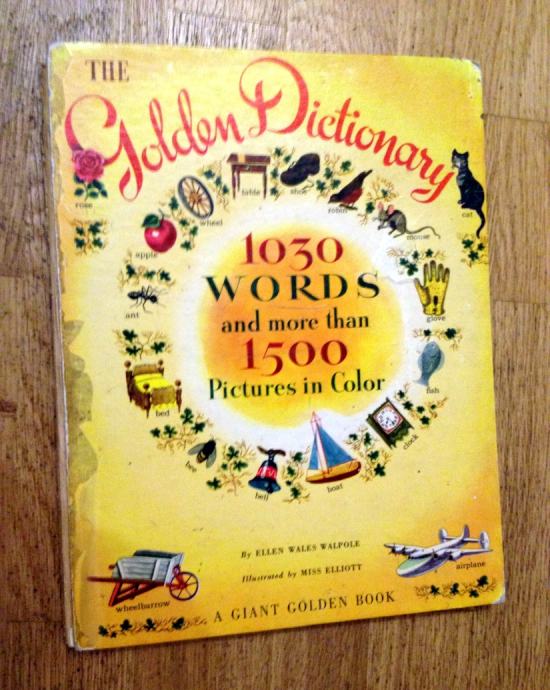 THE
Golden Dictionary
rose
wheel
table
shoe
robin
mouse
cat
apple
ant
glove
fish
bed
bee
bell
boat
clock
1030
WORDS
and more than
1500
Pictures in Color
By ELLEN WALES WALPOLE
Illustrated by MISS ELLIOTT
wheelbarrow
airplane
A GIANT GOLDEN BOOK